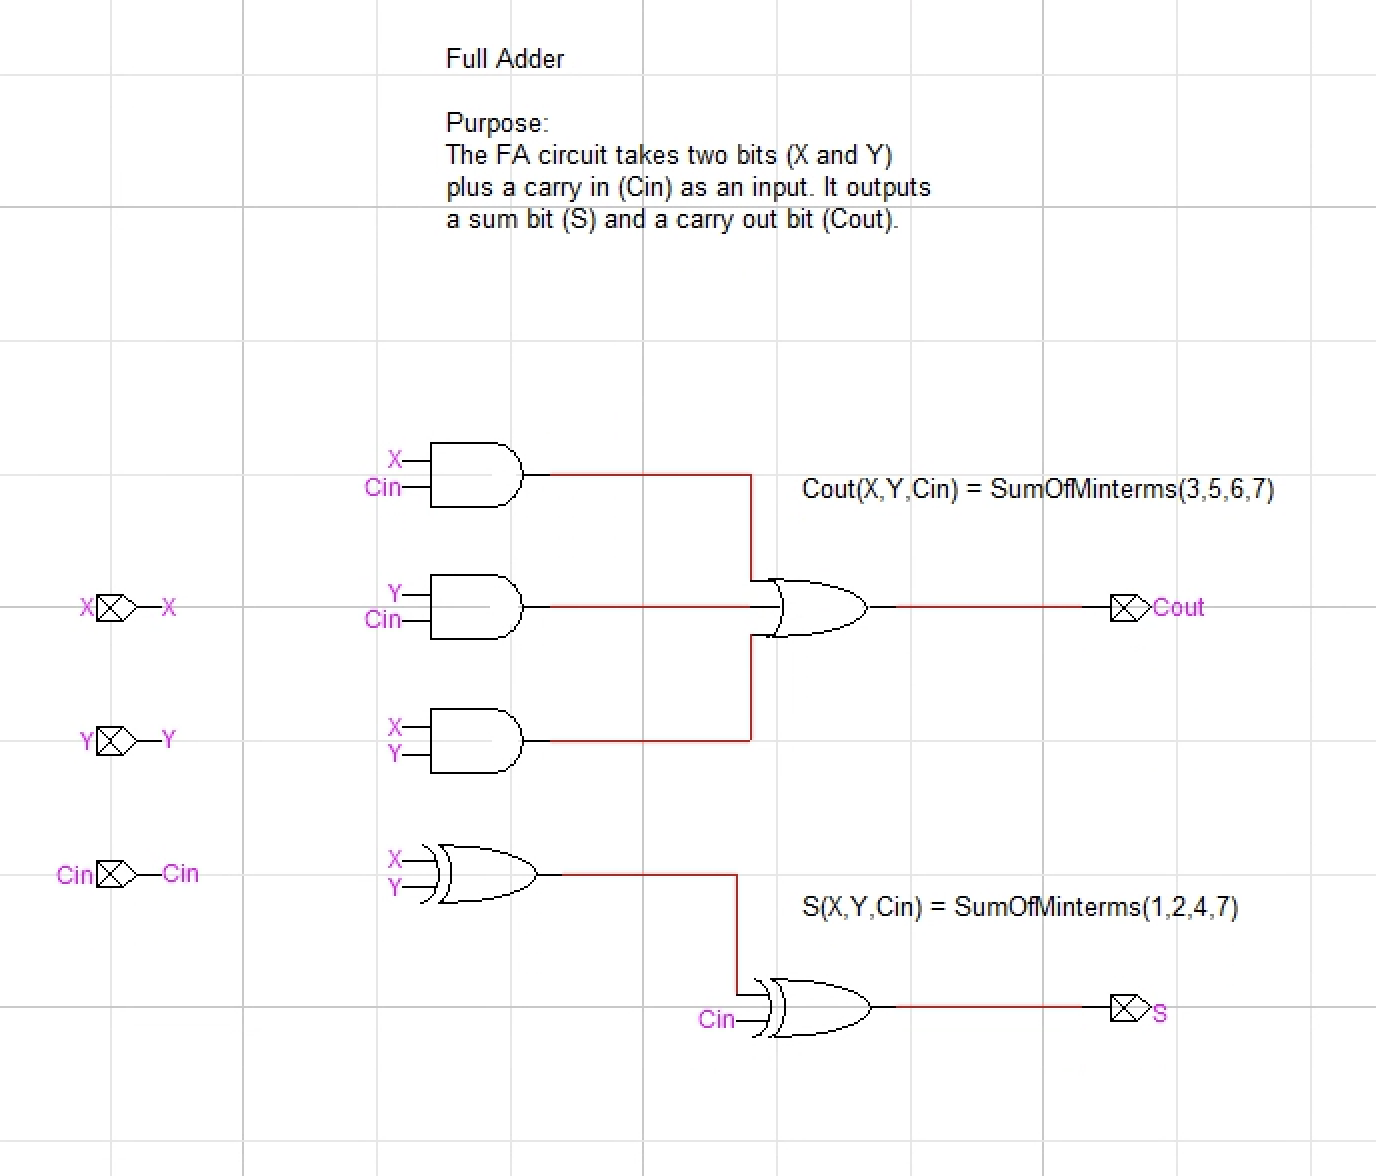 Full Adder
Purpose:
The FA circuit takes two bits (X and Y)
plus a carry in (Cin) as an input. It outputs
a sum bit (S) and a carry out bit (Cout).
X
Cin
Cout(X,Y,Cin) = SumOfMinterms(3,5,6,7)
Y
Cin
X X
Cout
X
Y
Y Y
X
Y
Cin Cin
S(X,Y,Cin) = SumOfMinterms(1,2,4,7)
Cin
S